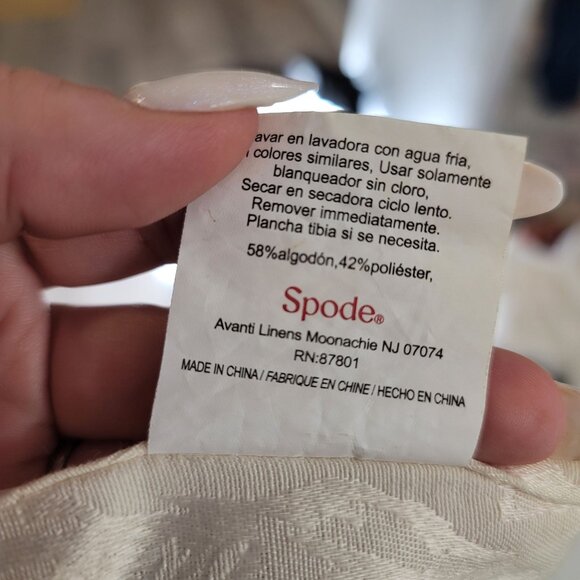 avar en lavadora con agua fría,
colores similares, Usar solamente
blanqueador sin cloro,
Secar en secadora ciclo lento.
Remover immediatamente.
Plancha tibia si se necesita.
58%algodón,42%poliéster,
Spode®
Avanti Linens Moonachie NJ 07074
RN:87801
MADE IN CHINA / FABRIQUE EN CHINE / HECHO EN CHINA